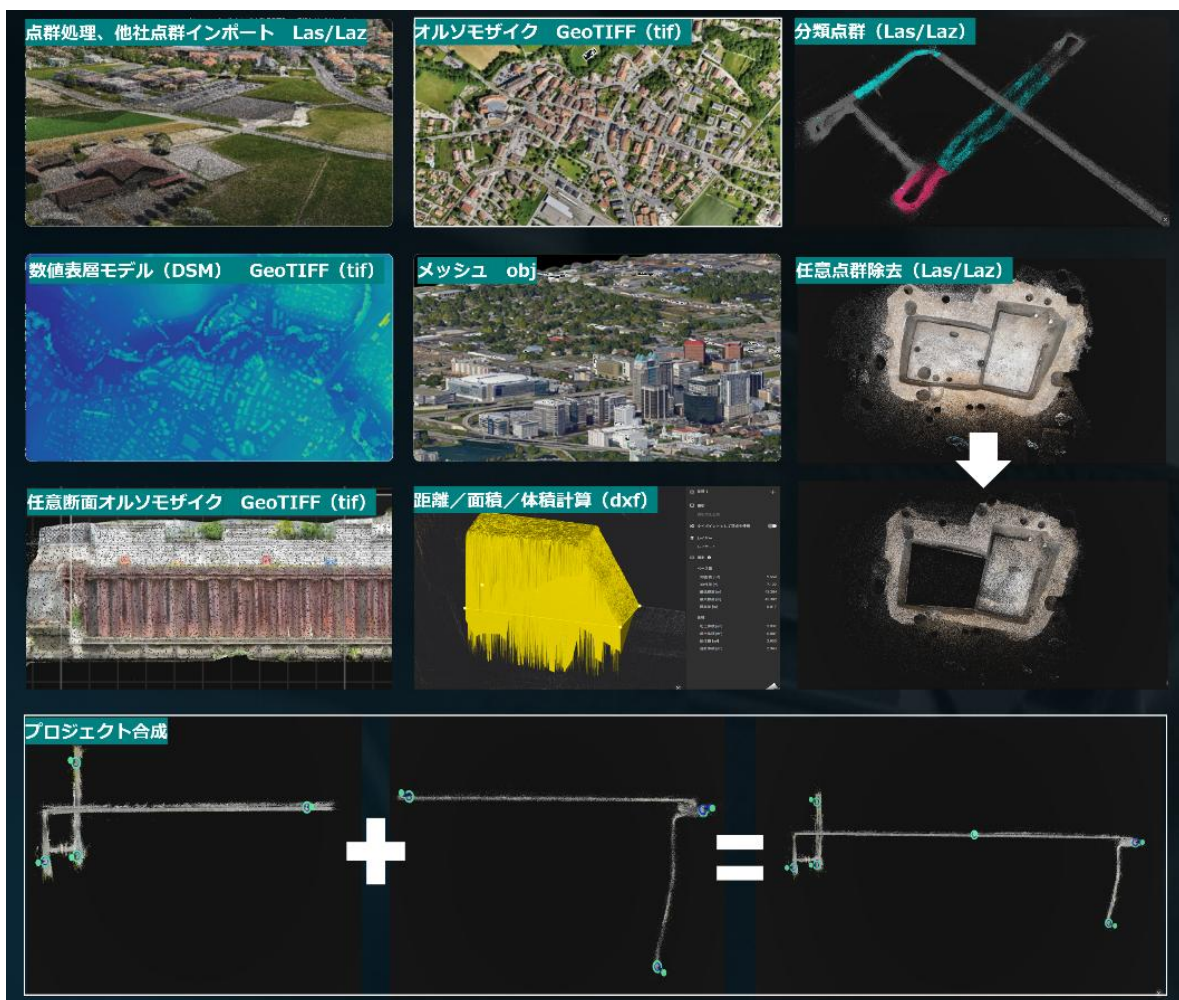 点群処理、他社点群インポート　Las/Laz
オルソモザイク　GeoTIFF（tif）
分類点群（Las/Laz）
数値表層モデル（DSM）　GeoTIFF（tif）
メッシュ　obj
任意点群除去（Las/Laz）
任意断面オルソモザイク　GeoTIFF（tif）
距離／面積／体積計算（dxf）
プロジェクト合成